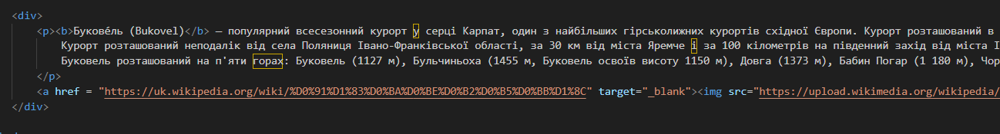 <div>
<p><b>Букове́ль (Bukovel)</b> — популярний всесезонний курорт у серці Карпат, один з найбільших гірськолижних курортів східної Європи. Курорт розташований в
Курорт розташований неподалік від села Поляниця Івано-Франківської області, за 30 км від міста Яремче і за 100 кілометрів на південний захід від міста І
Буковель розташований на п'яти горах: Буковель (1127 м), Бульчиньоха (1455 м, Буковель освоїв висоту 1150 м), Довга (1373 м), Бабин Погар (1 180 м), Чор
</p>
<a href = "https://uk.wikipedia.org/wiki/%D0%91%D1%83%D0%BA%D0%BE%D0%B2%D0%B5%D0%BB%D1%8C" target="_blank"><img src="https://upload.wikimedia.org/wikipedia/
</div>